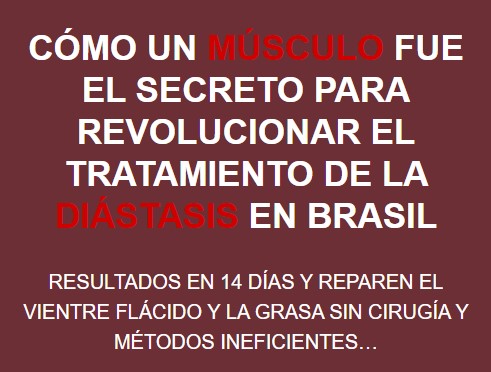 CÓMO UN MÚSCULO FUE
EL SECRETO PARA
REVOLUCIONAR EL
TRATAMIENTO DE LA
DIÁSTASIS EN BRASIL
RESULTADOS EN 14 DÍAS Y REPAREN EL
VIENTRE FLÁCIDO Y LA GRASA SIN CIRUGÍA Y
MÉTODOS INEFICIENTES…